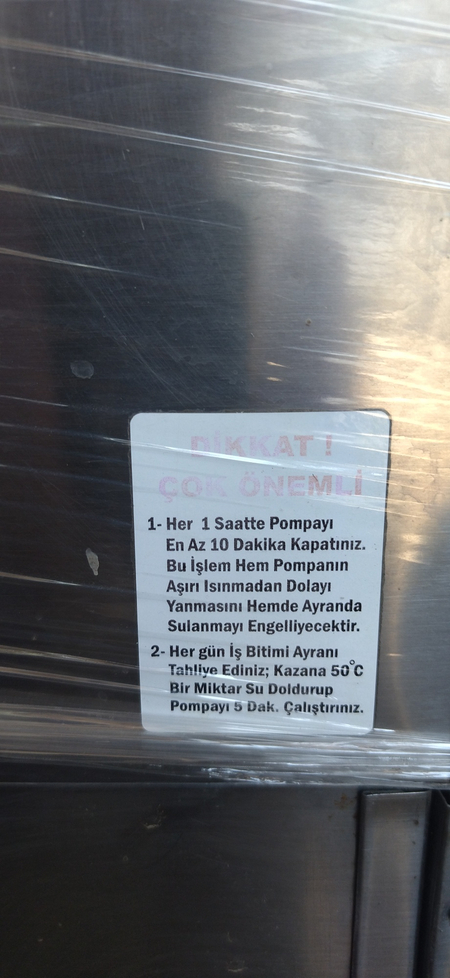 DİKKAT !
ÇOK ÖNEMLİ
1- Her 1 Saatte Pompayı
En Az 10 Dakika Kapatınız.
Bu İşlem Hem Pompanın
Aşırı Isınmadan Dolayı
Yanmasını Hemde Ayranda
Sulanmayı Engelliyecektir.
2- Her gün İş Bitimi Ayranı
Tahliye Ediniz; Kazana 50°C
Bir Miktar Su Doldurup
Pompayı 5 Dak. Çalıştırınız.